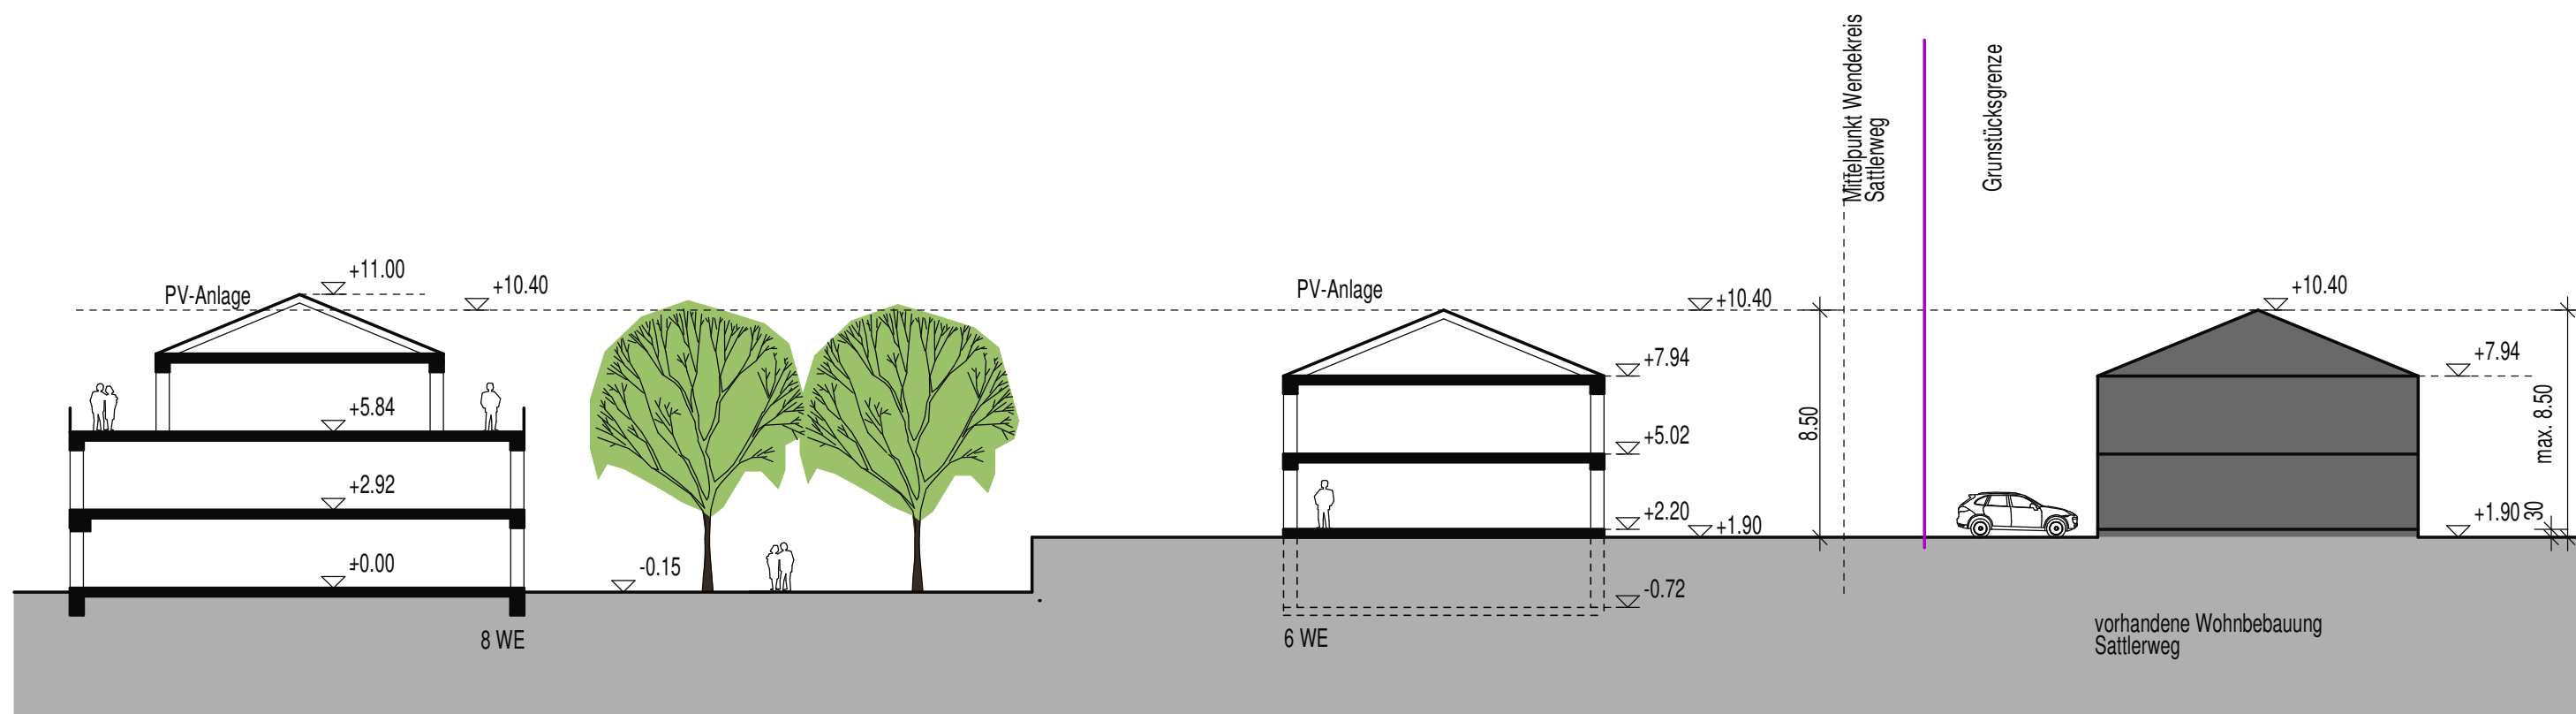 Mittelpunkt Wendekreis
Sattlerweg
Grunstücksgrenze
PV-Anlage
+11.00
+10.40
+5.84
+2.92
±0.00
8 WE
-0.15
PV-Anlage
+10.40
+7.94
+5.02
+2.20
+1.90
-0.72
6 WE
8.50
+10.40
+7.94
max. 8.50
+1.90
30
vorhandene Wohnbebauung
Sattlerweg